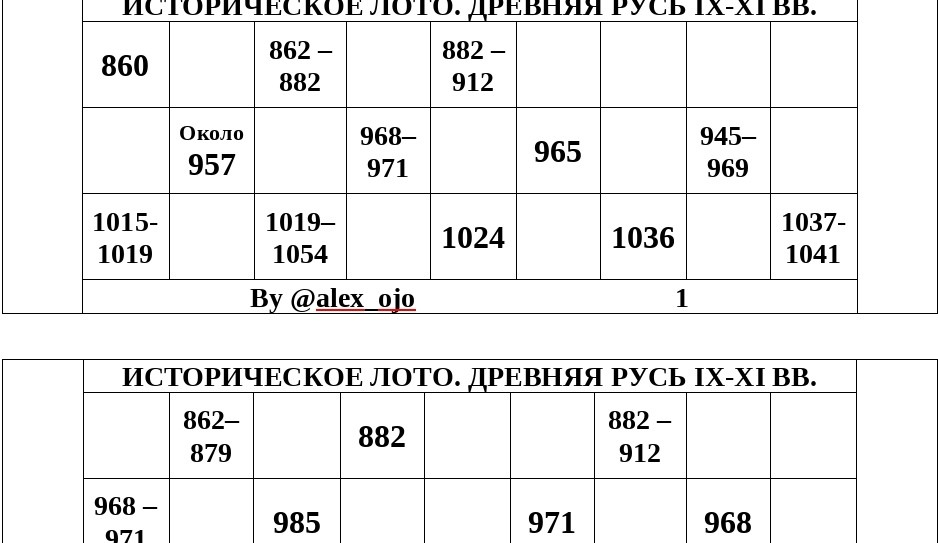 ИСТОРИЧЕСКОЕ ЛОТО. ДРЕВНЯЯ РУСЬ IX-XI ВВ.
860 862 – 882 –
882 912
Около 968– 965 945–
957 971 969
1015- 1019– 1024 1036 1037-
1019 1054 1041
By @alex_ojo 1
ИСТОРИЧЕСКОЕ ЛОТО. ДРЕВНЯЯ РУСЬ IX-XI ВВ.
862– 882 882 –
879 912
968 – 985 971 968
971